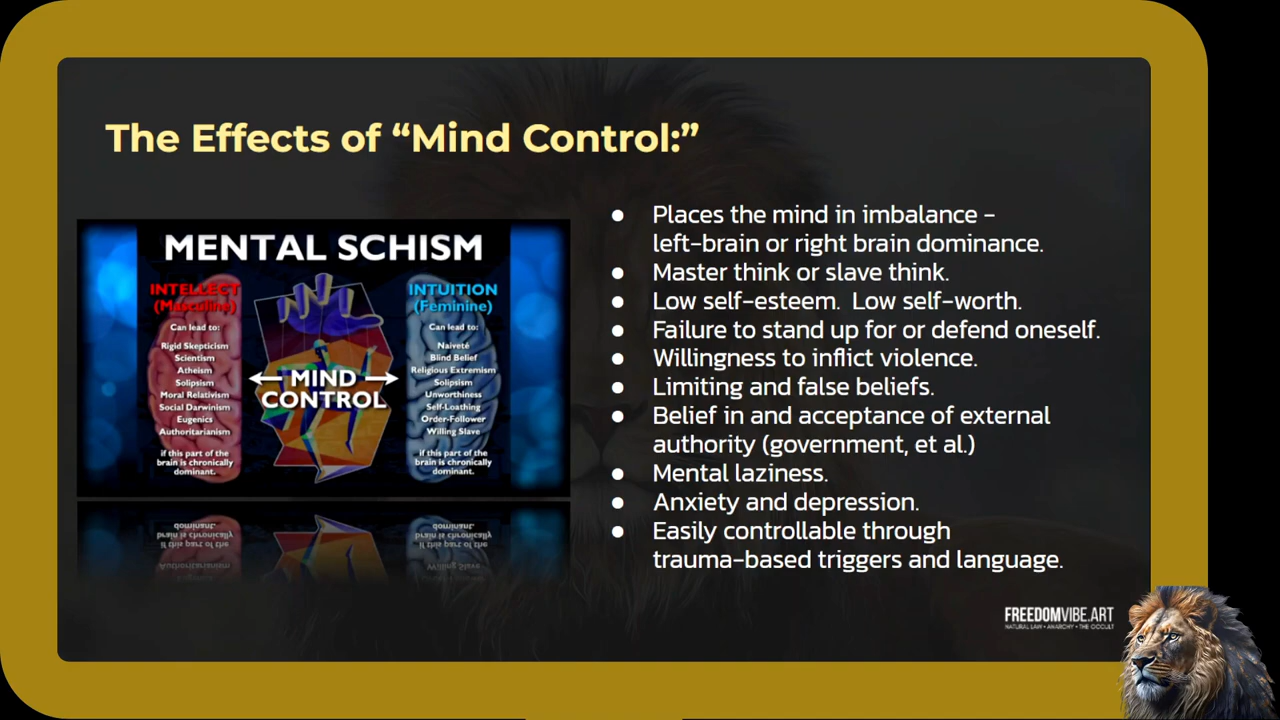 The Effects of “Mind Control:”
MENTAL SCHISM
INTELLECT
(Masculine)
Can lead to:
Rigid Skepticism
Scientism
Atheism
Solipsism
Moral Relativism
Social Darwinism
Eugenics
Authoritarianism
if this part of the
brain is chronically
dominant.
MIND
CONTROL
INTUITION
(Feminine)
Can lead to:
Naiveté
Blind Belief
Religious Extremism
Solipsism
Unworthiness
Self-Loathing
Order-Follower
Willing Slave
if this part of the
brain is chronically
dominant.
● Places the mind in imbalance -
left-brain or right brain dominance.
● Master think or slave think.
● Low self-esteem.  Low self-worth.
● Failure to stand up for or defend oneself.
● Willingness to inflict violence.
● Limiting and false beliefs.
● Belief in and acceptance of external
authority (government, et al.)
● Mental laziness.
● Anxiety and depression.
● Easily controllable through
trauma-based triggers and language.
FREEDOMVIBE.ART
NATURAL LAW • ANARCHY • THE OCCULT